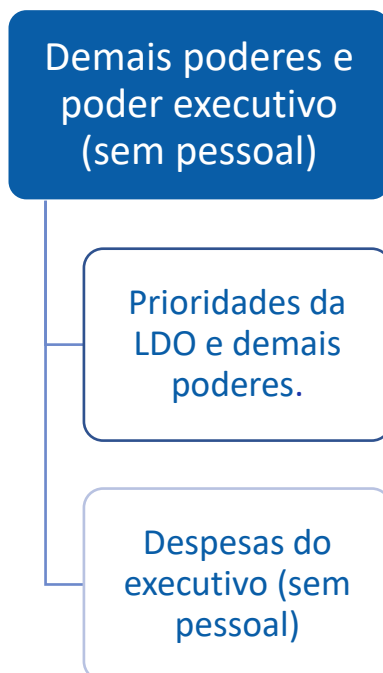 Demais poderes e
poder executivo
(sem pessoal)
Prioridades da
LDO e demais
poderes.
Despesas do
executivo (sem
pessoal)